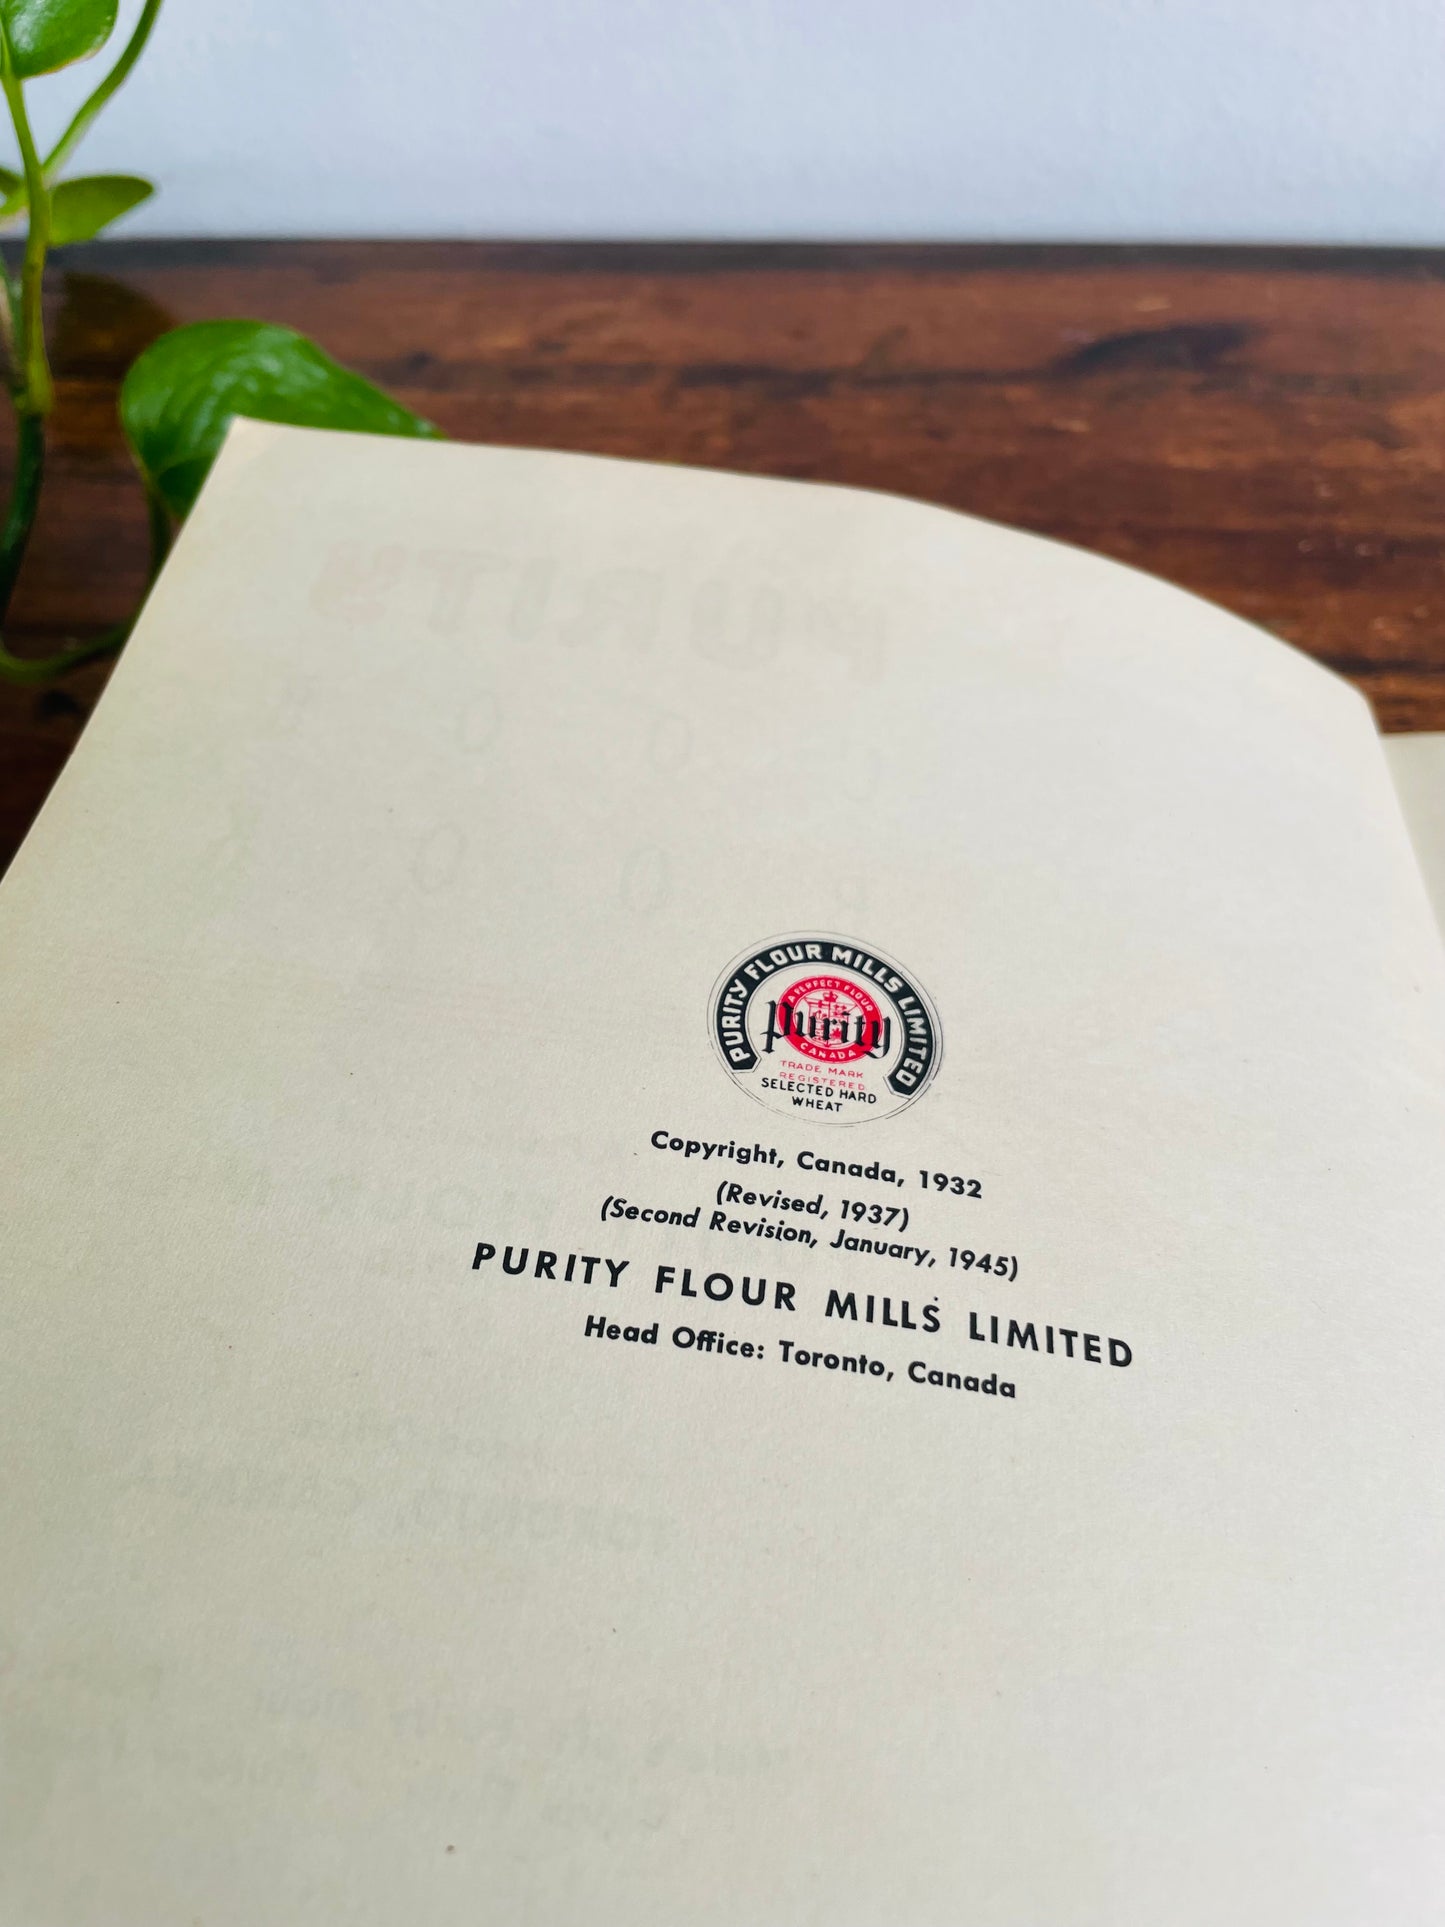 PURITY FLOUR MILLS LIMITED
A PERFECT FLOUR
Purity
CANADA
TRADE MARK
REGISTERED
SELECTED HARD
WHEAT
Copyright, Canada, 1932
(Revised, 1937)
(Second Revision, January, 1945)
PURITY FLOUR MILLS LIMITED
Head Office: Toronto, Canada
PURITY